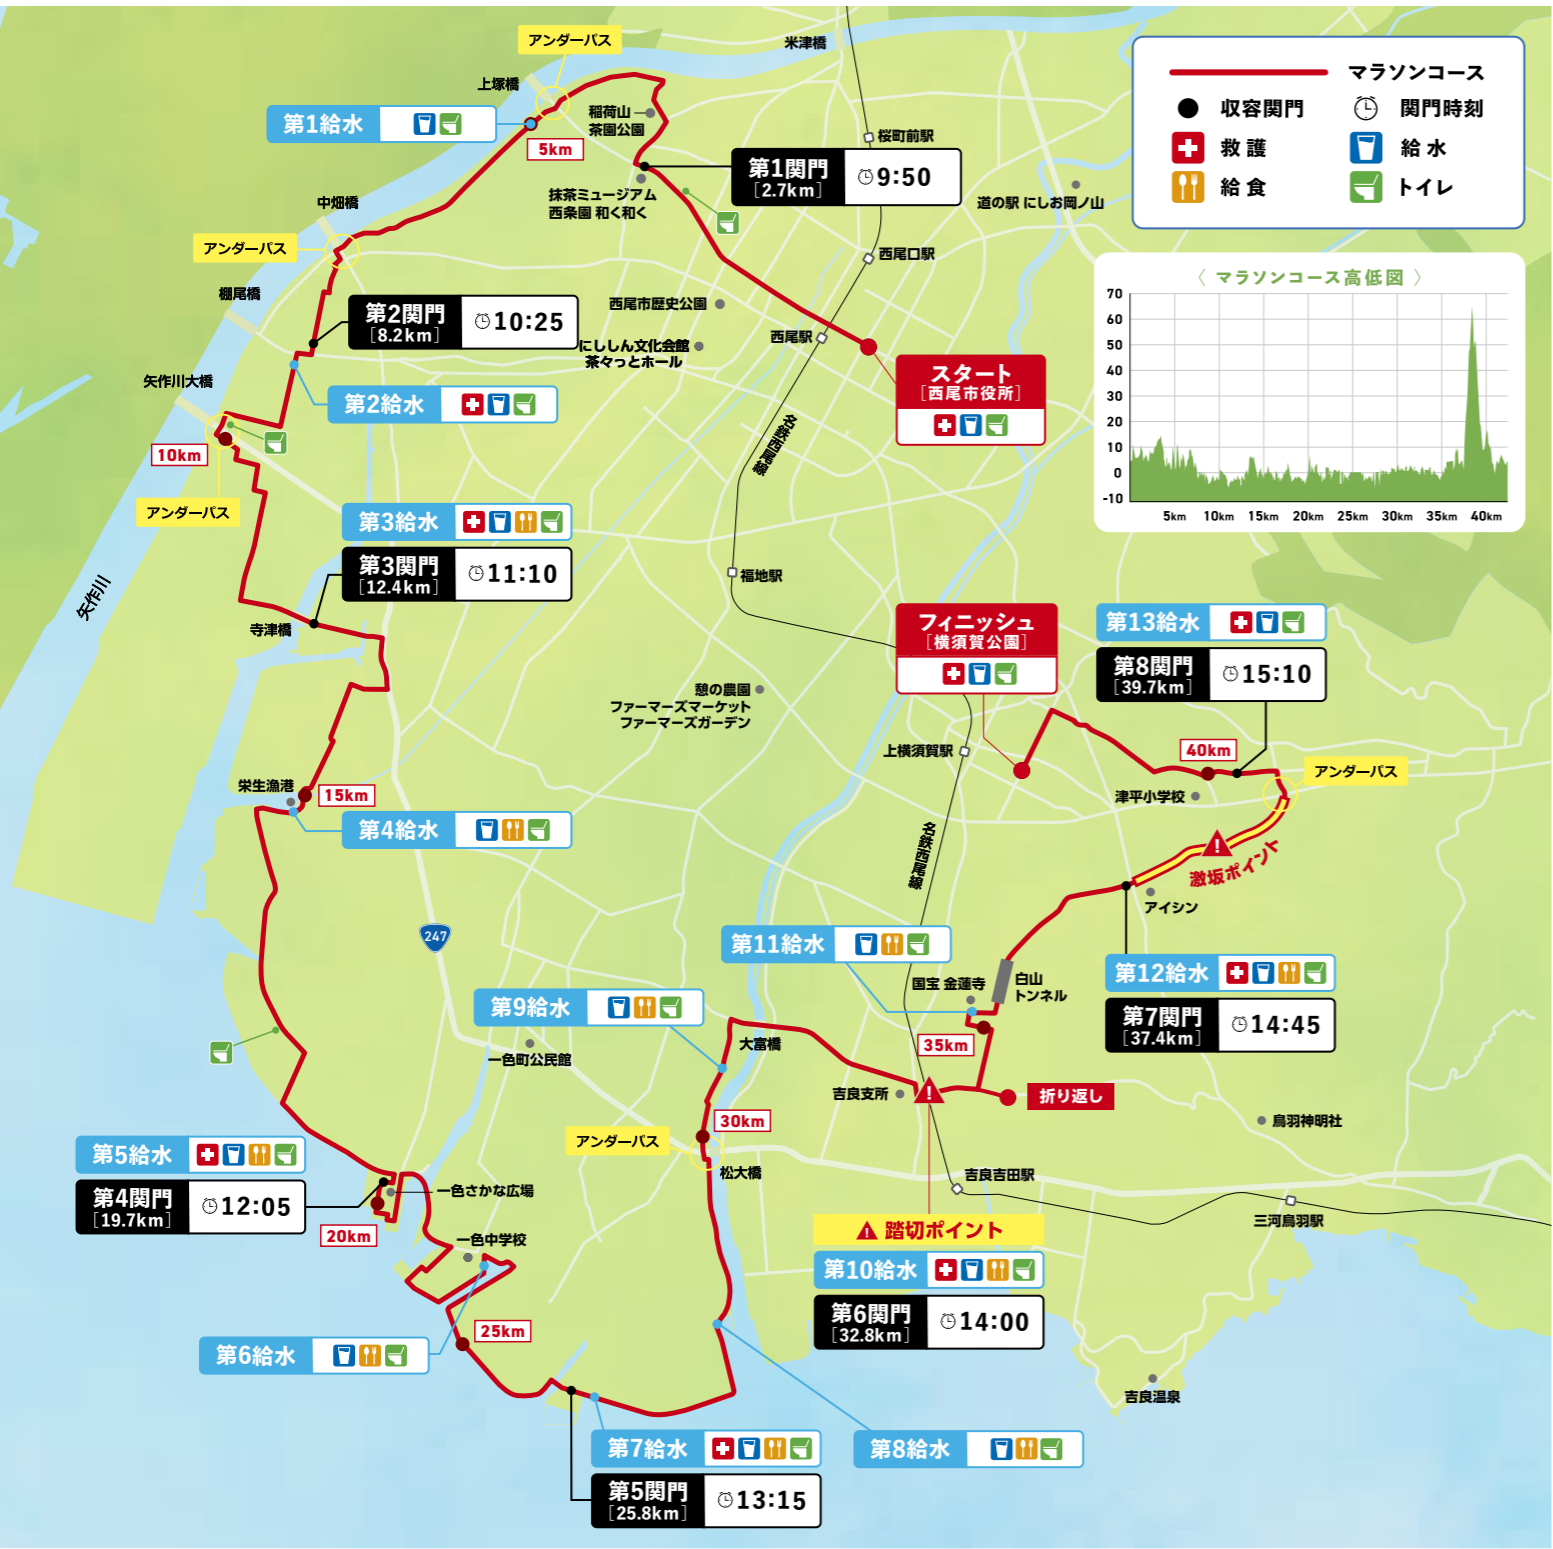 アンダーパス
米津橋
上塚橋
稲荷山
茶園公園
第1給水
5km
桜町前駅
第1関門
[2.7km]
9:50
抹茶ミュージアム
西条園 和く和く
道の駅 にしお岡ノ山
マラソンコース
収容関門
関門時刻
救護
給水
給食
トイレ
中畑橋
アンダーパス
西尾口駅
棚尾橋
第2関門
[8.2km]
10:25
西尾市歴史公園
西尾駅
にししん文化会館
茶々っとホール
スタート
[西尾市役所]
〈 マラソンコース高低図 〉
70
60
50
40
30
20
10
0
-10
5km
10km
15km
20km
25km
30km
35km
40km
矢作川大橋
第2給水
10km
アンダーパス
名鉄西尾線
第3給水
第3関門
[12.4km]
11:10
矢作川
寺津橋
福地駅
フィニッシュ
[横須賀公園]
第13給水
第8関門
[39.7km]
15:10
憩の農園
ファーマーズマーケット
ファーマーズガーデン
上横須賀駅
40km
アンダーパス
津平小学校
栄生漁港
15km
第4給水
名鉄西尾線
激坂ポイント
アイシン
247
第11給水
国宝 金蓮寺
白山
トンネル
第12給水
第7関門
[37.4km]
14:45
第9給水
35km
大富橋
一色町公民館
吉良支所
折り返し
30km
アンダーパス
松大橋
鳥羽神明社
第5給水
第4関門
[19.7km]
12:05
一色さかな広場
20km
一色中学校
吉良吉田駅
三河鳥羽駅
踏切ポイント
第10給水
第6関門
[32.8km]
14:00
25km
第6給水
吉良温泉
第7給水
第5関門
[25.8km]
13:15
第8給水